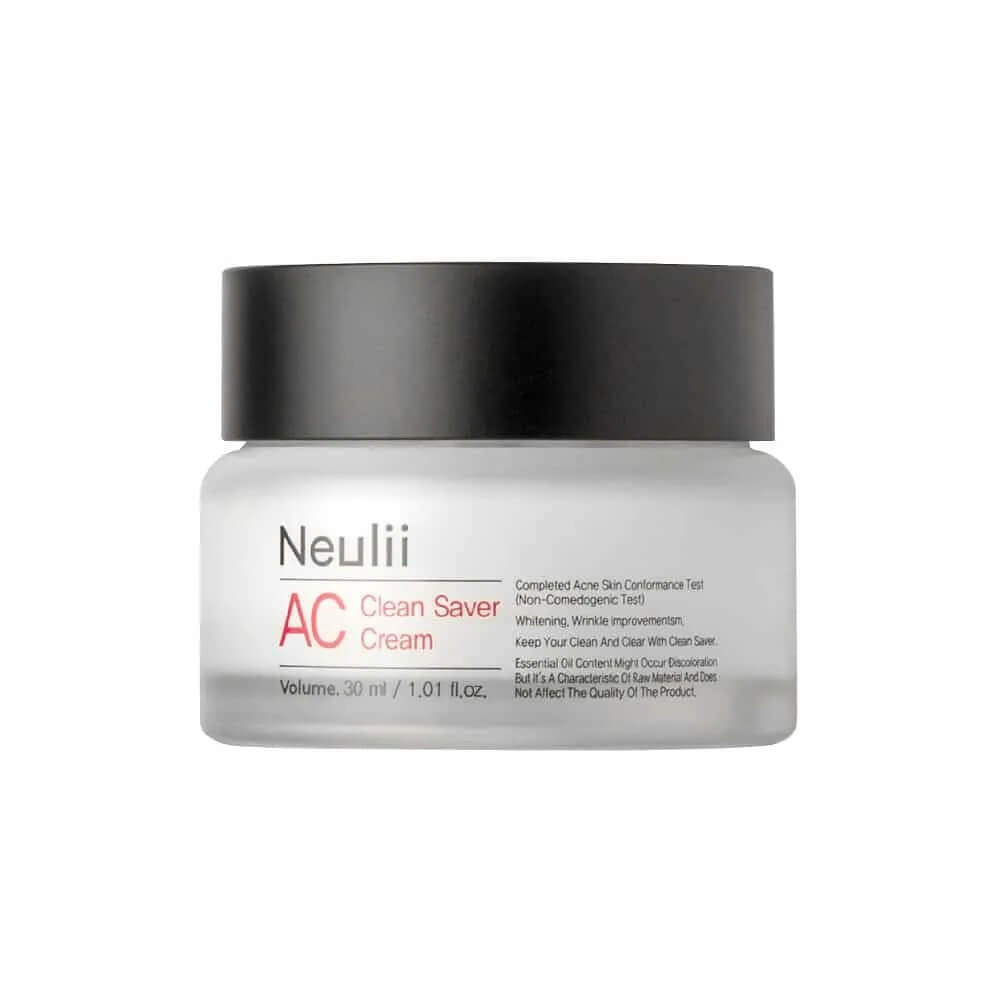 Neulii
AC Clean Saver
Cream
Volume. 30 ml / 1.01 fl.oz.
Completed Acne Skin Conformance Test
(Non-Comedogenic Test)
Whitening, Wrinkle improvementsm.
Keep Your Clean And Clear With Clean Saver.
Essential Oil Content Might Occur Discoloration
But It's A Characteristic Of Raw Material And Does
Not Affect The Quality Of The Product.